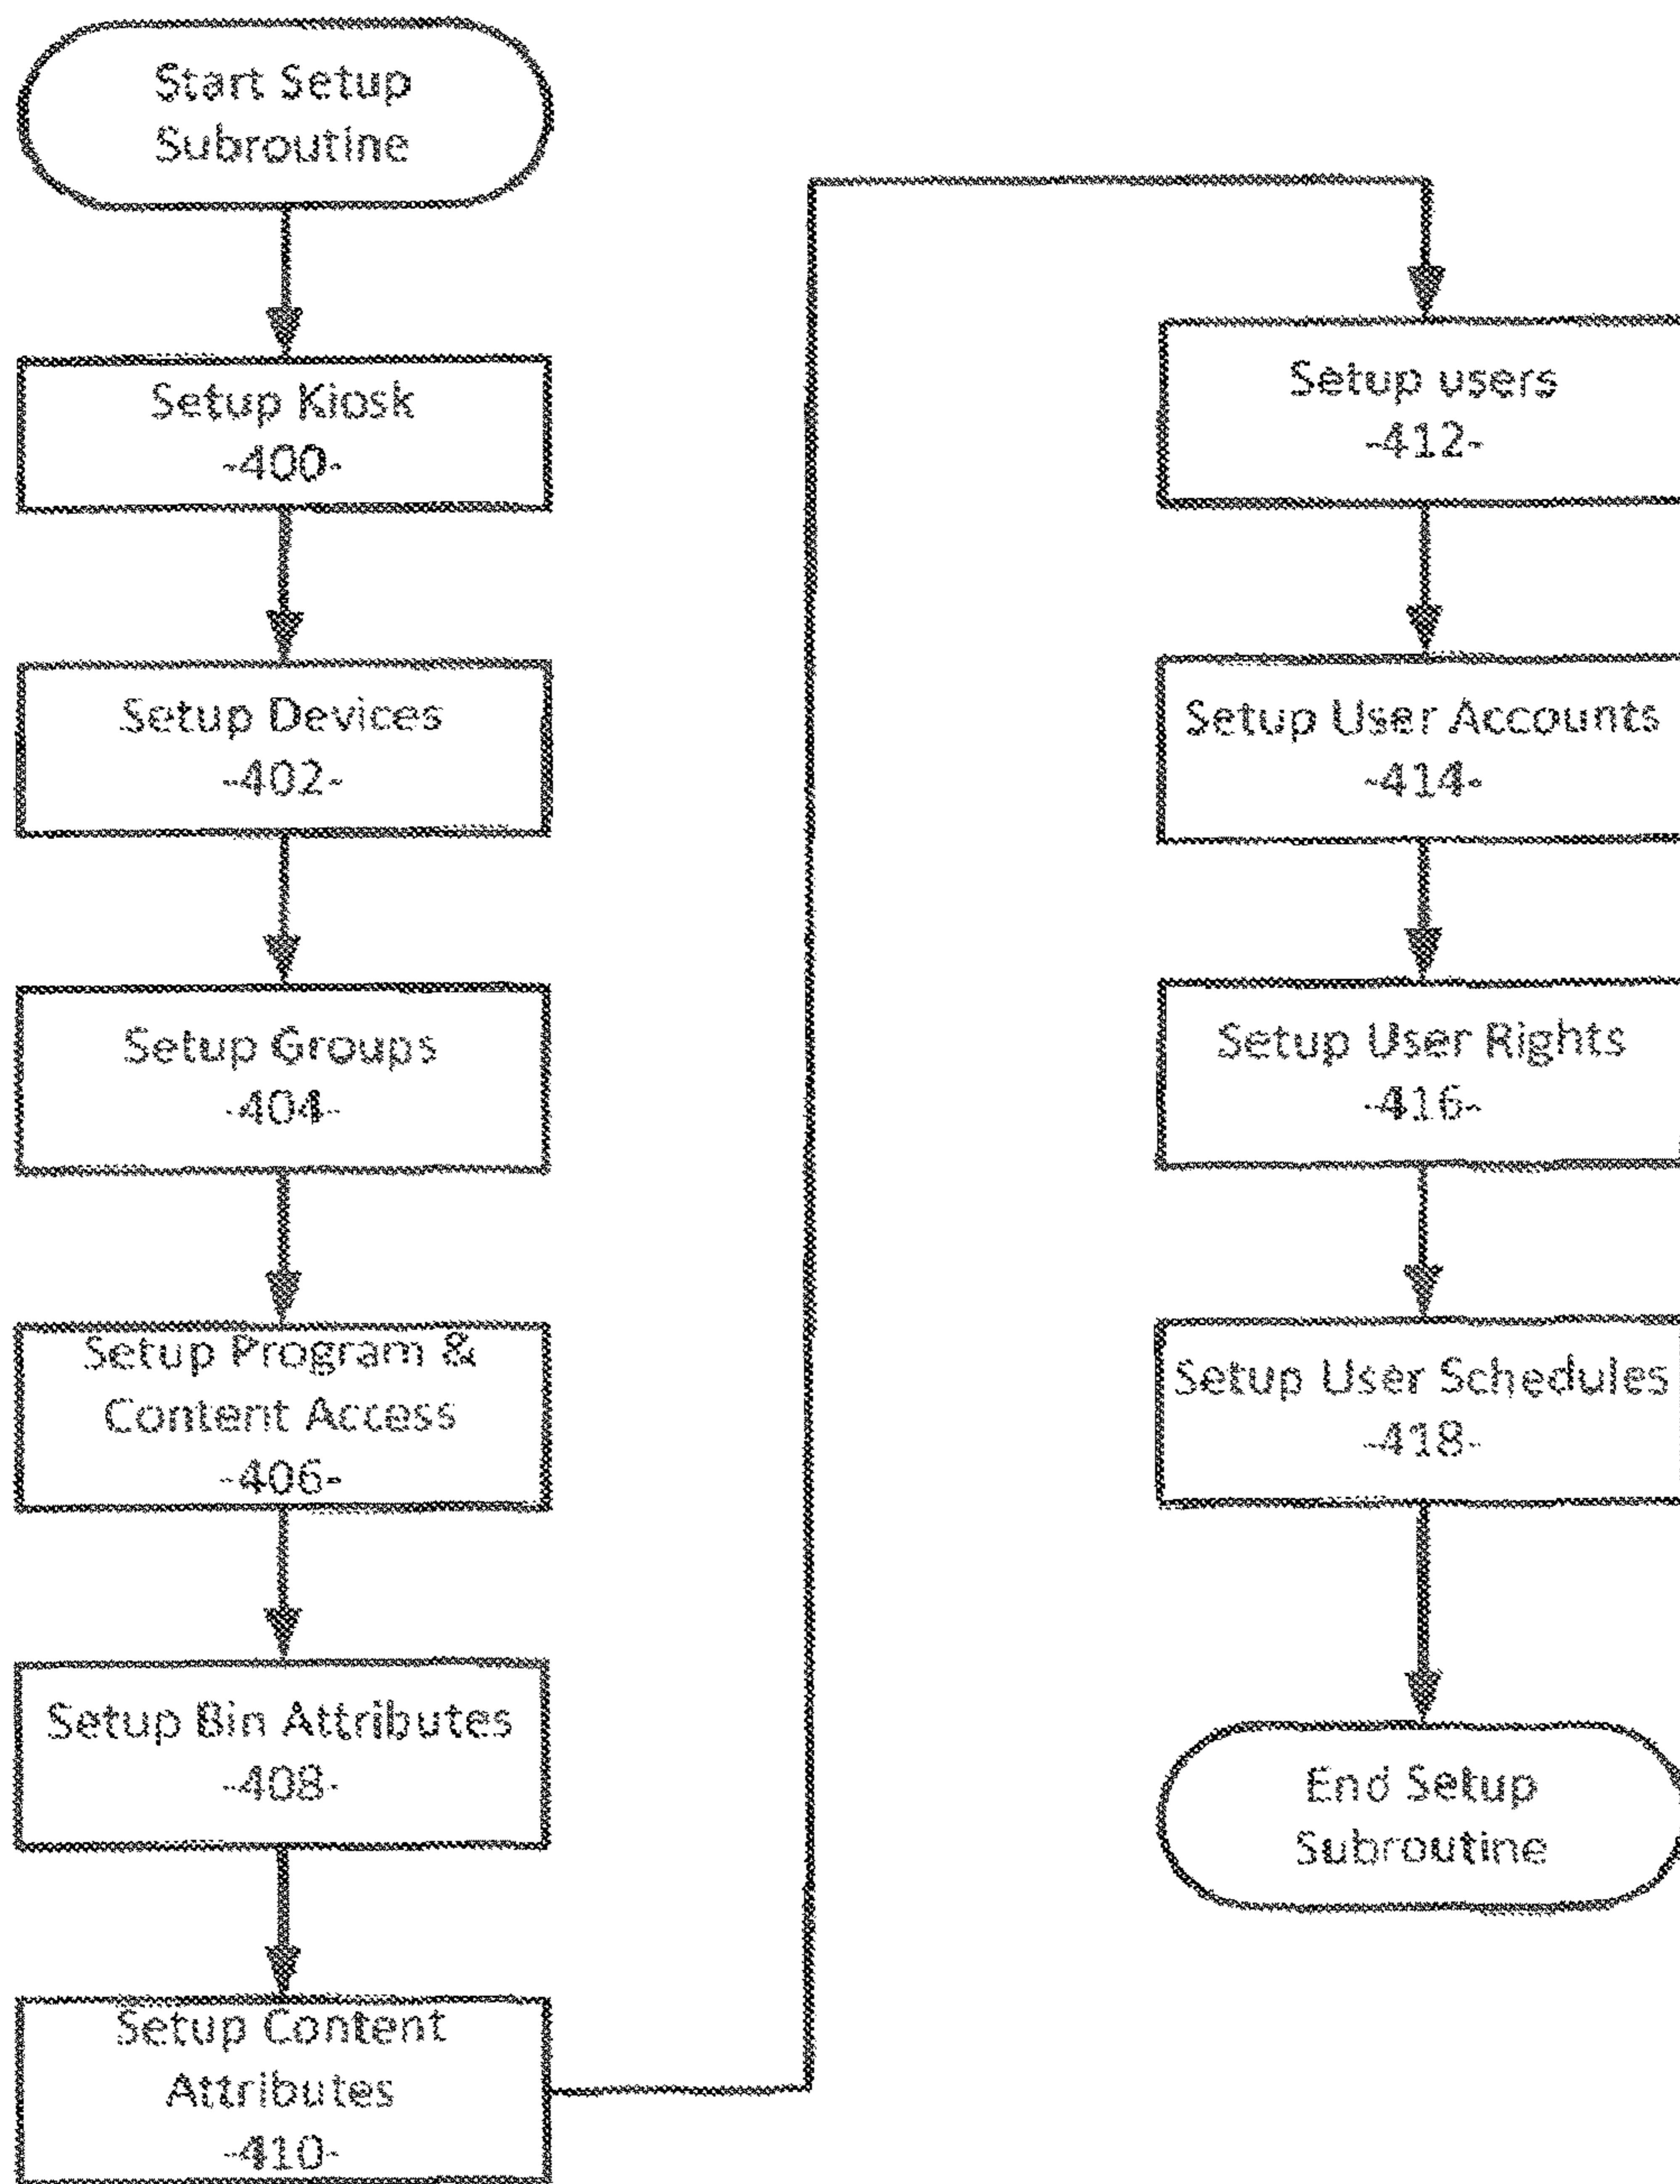 Start Setup
Subroutine
Setup Kiosk
-400-
Setup Devices
-402-
Setup Groups
-404-
Setup Program &
Content Access
-406-
Setup Bin Attributes
-408-
Setup Content
Attributes
-410-
Setup users
-412-
Setup User Accounts
-414-
Setup User Rights
-416-
Setup User Schedules
-418-
End Setup
Subroutine